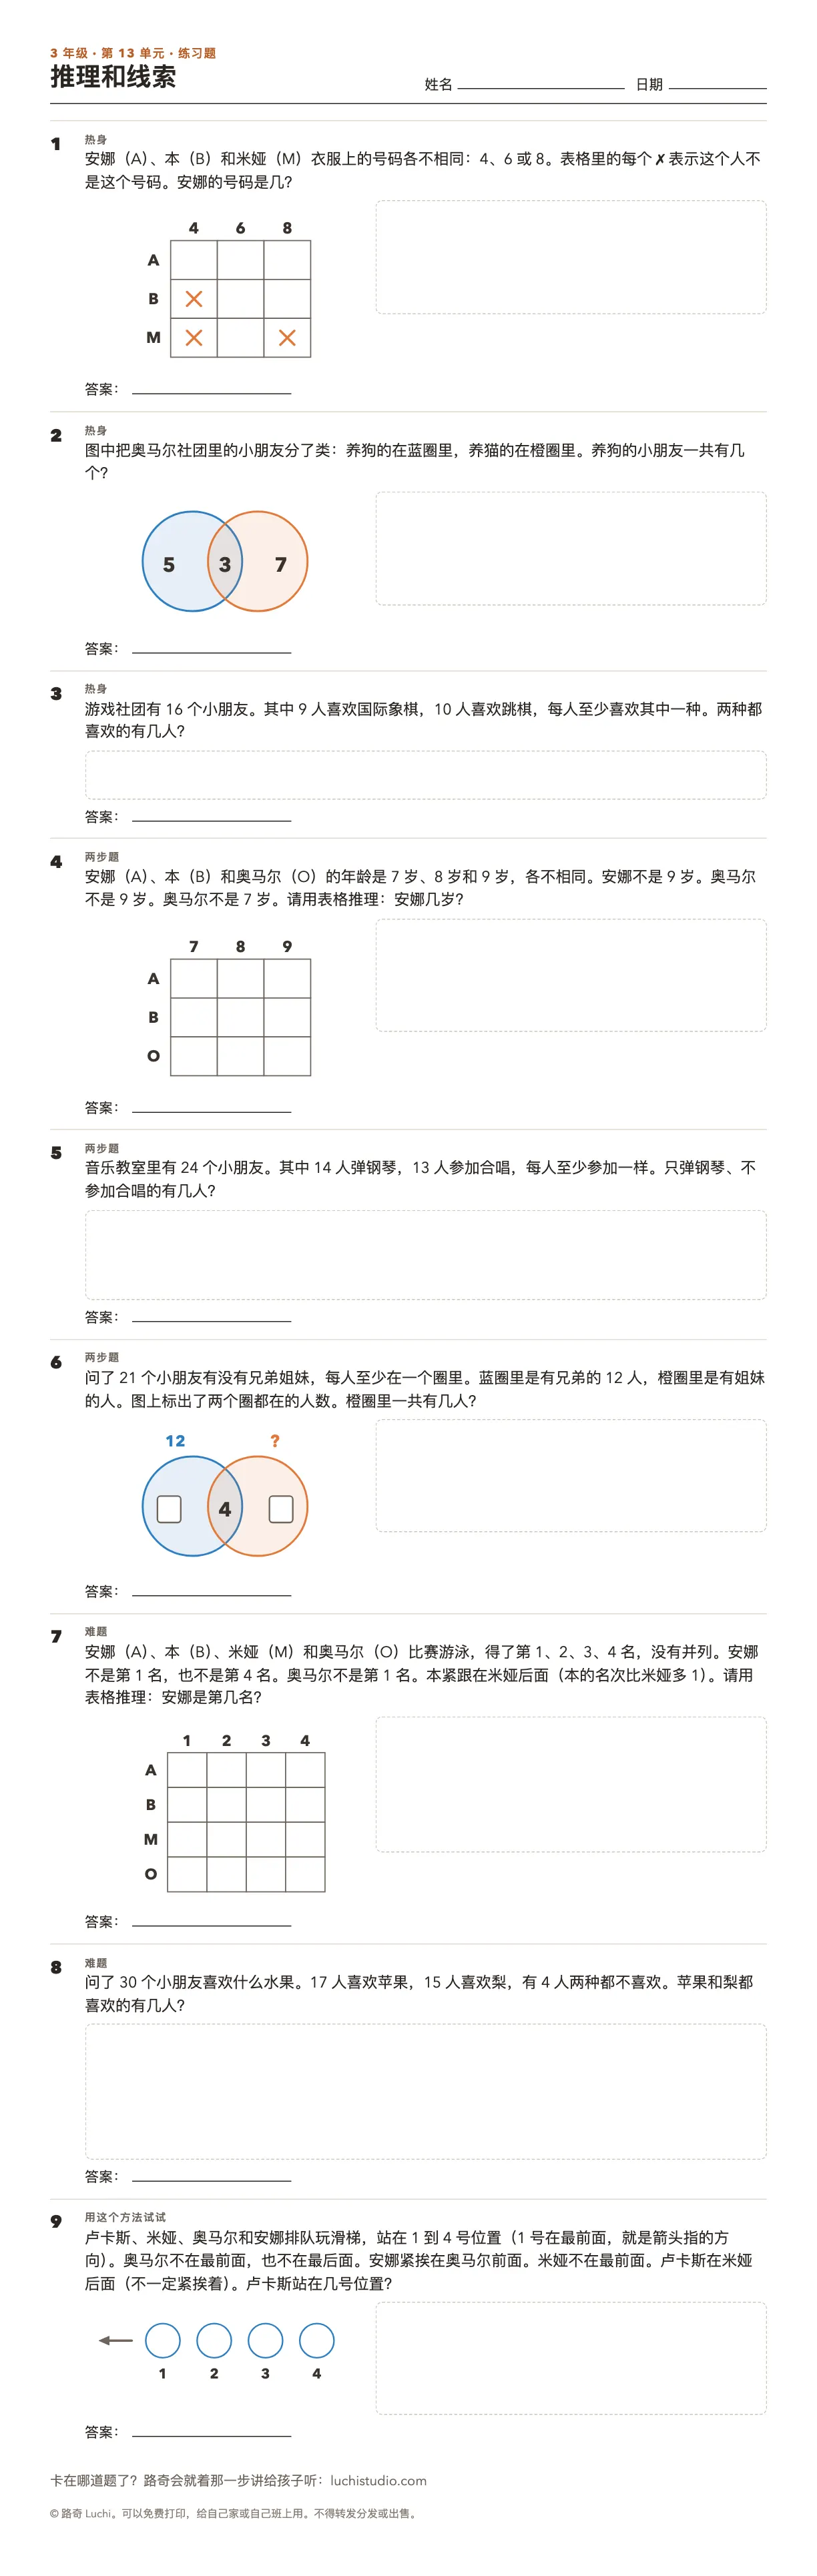 3 年级 · 第 13 单元 · 练习题
推理和线索
姓名
日期
1
热身
安娜（A）、本（B）和米娅（M）衣服上的号码各不相同：4、6 或 8。表格里的每个 ✗ 表示这个人不
是这个号码。安娜的号码是几？
4 6 8
A
B
M
答案：
2
热身
图中把奥马尔社团里的小朋友分了类：养狗的在蓝圈里，养猫的在橙圈里。养狗的小朋友一共有几
个？
5 3 7
答案：
3
热身
游戏社团有 16 个小朋友。其中 9 人喜欢国际象棋，10 人喜欢跳棋，每人至少喜欢其中一种。两种都
喜欢的有几人？
答案：
4
两步题
安娜（A）、本（B）和奥马尔（O）的年龄是 7 岁、8 岁和 9 岁，各不相同。安娜不是 9 岁。奥马尔
不是 9 岁。奥马尔不是 7 岁。请用表格推理：安娜几岁？
7 8 9
A
B
O
答案：
5
两步题
音乐教室里有 24 个小朋友。其中 14 人弹钢琴，13 人参加合唱，每人至少参加一样。只弹钢琴、不
参加合唱的有几人？
答案：
6
两步题
问了 21 个小朋友有没有兄弟姐妹，每人至少在一个圈里。蓝圈里是有兄弟的 12 人，橙圈里是有姐妹
的人。图上标出了两个圈都在的人数。橙圈里一共有几人？
12 ?
4
答案：
7
难题
安娜（A）、本（B）、米娅（M）和奥马尔（O）比赛游泳，得了第 1、2、3、4 名，没有并列。安娜
不是第 1 名，也不是第 4 名。奥马尔不是第 1 名。本紧跟在米娅后面（本的名次比米娅多 1）。请用
表格推理：安娜是第几名？
1 2 3 4
A
B
M
O
答案：
8
难题
问了 30 个小朋友喜欢什么水果。17 人喜欢苹果，15 人喜欢梨，有 4 人两种都不喜欢。苹果和梨都
喜欢的有几人？
答案：
9
用这个方法试试
卢卡斯、米娅、奥马尔和安娜排队玩滑梯，站在 1 到 4 号位置（1 号在最前面，就是箭头指的方
向）。奥马尔不在最前面，也不在最后面。安娜紧挨在奥马尔前面。米娅不在最前面。卢卡斯在米娅
后面（不一定紧挨着）。卢卡斯站在几号位置？
1 2 3 4
答案：
卡在哪道题了？路奇会就着那一步讲给孩子听：luchistudio.com
© 路奇 Luchi。可以免费打印，给自己家或自己班上用。不得转发分发或出售。